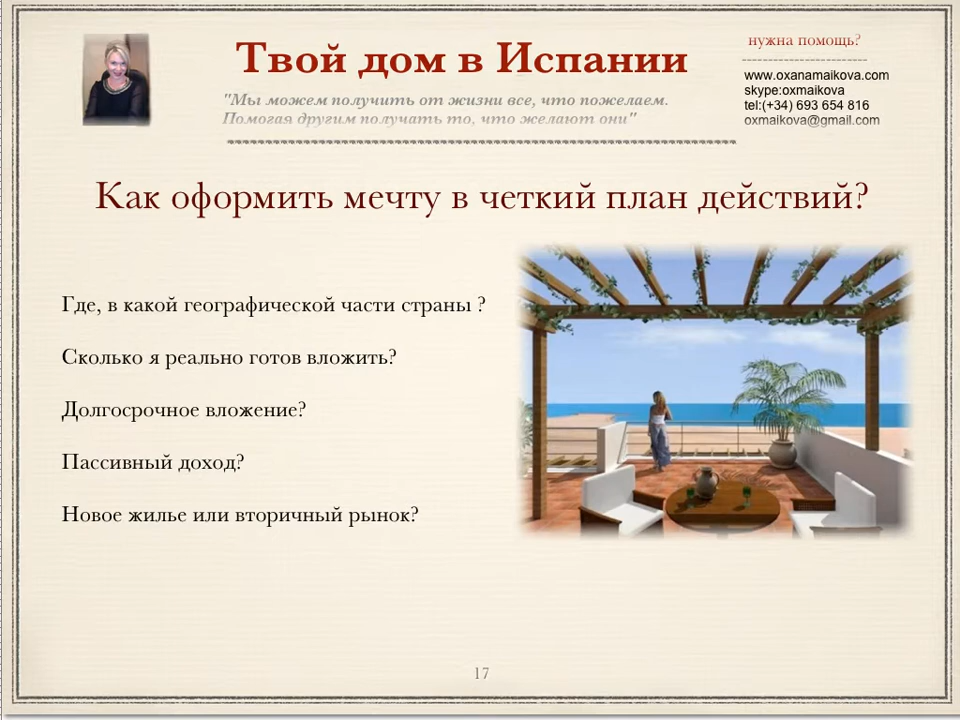 Твой дом в Испании
"Мы можем получить от жизни все, что пожелаем.
Помогая другим получать то, что желают они"
нужна помощь?
------------------------
www.oxanamaikova.com
skype:oxmaikova
tel:(+34) 693 654 816
oxmaikova@gmail.com
Как оформить мечту в четкий план действий?
Где, в какой географической части страны ?
Сколько я реально готов вложить?
Долгосрочное вложение?
Пассивный доход?
Новое жилье или вторичный рынок?
17